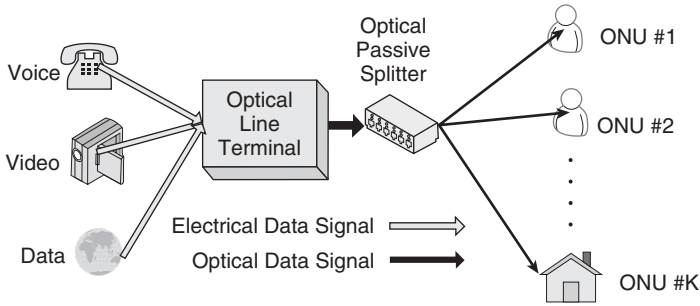 Voice
Video
Data
Optical
Line
Terminal
Optical
Passive
Splitter
ONU #1
ONU #2
ONU #K
Electrical Data Signal
Optical Data Signal